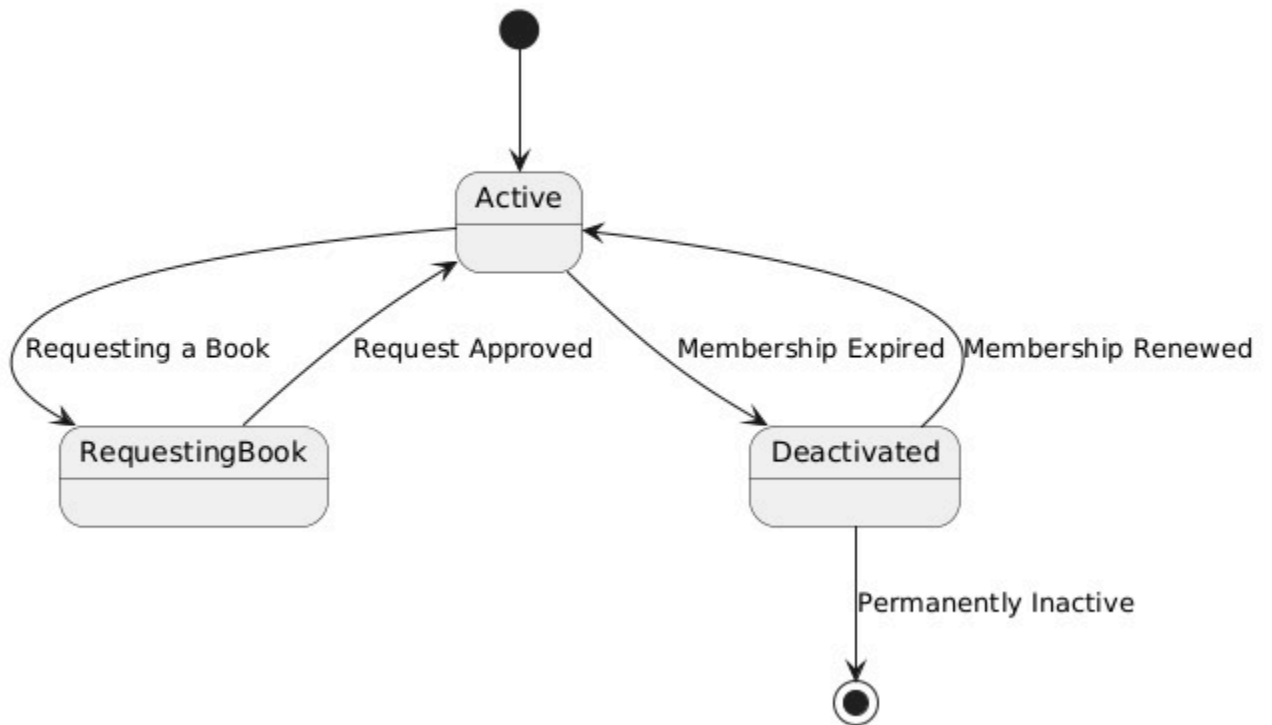 Active
Requesting a Book
Request Approved
Membership Expired
Membership Renewed
RequestingBook
Deactivated
Permanently Inactive